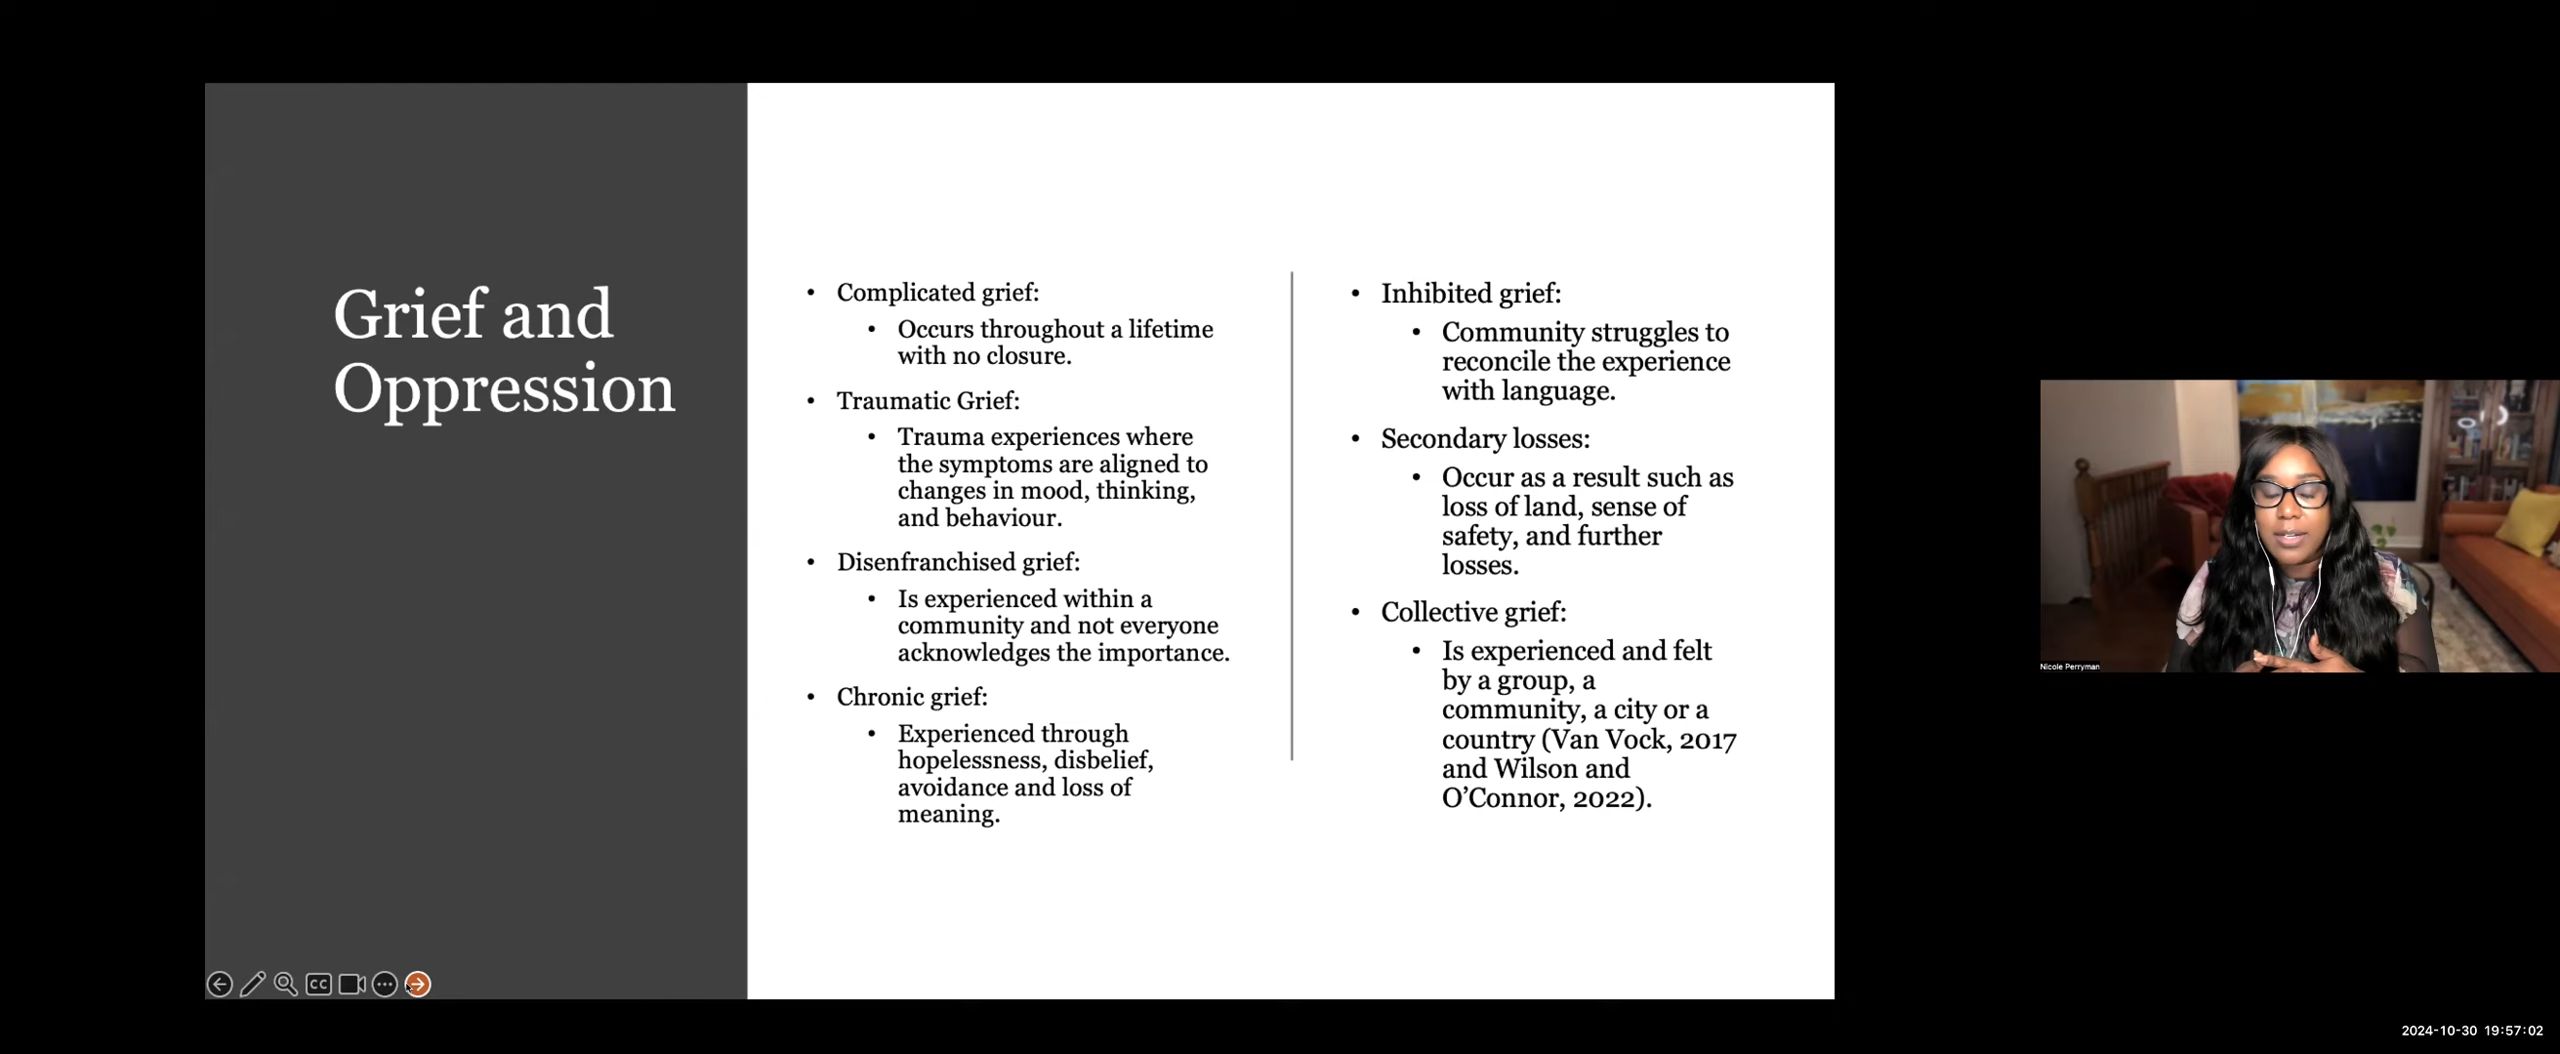 Grief and
Oppression
• Complicated grief:
• Occurs throughout a lifetime
with no closure.
• Traumatic Grief:
• Trauma experiences where
the symptoms are aligned to
changes in mood, thinking,
and behaviour.
• Disenfranchised grief:
• Is experienced within a
community and not everyone
acknowledges the importance.
• Chronic grief:
• Experienced through
hopelessness, disbelief,
avoidance and loss of
meaning.
• Inhibited grief:
• Community struggles to
reconcile the experience
with language.
• Secondary losses:
• Occur as a result such as
loss of land, sense of
safety, and further
losses.
• Collective grief:
• Is experienced and felt
by a group, a
community, a city or a
country (Van Vock, 2017
and Wilson and
O’Connor, 2022).
CC
Nicole Perryman
2024-10-30 19:57:02